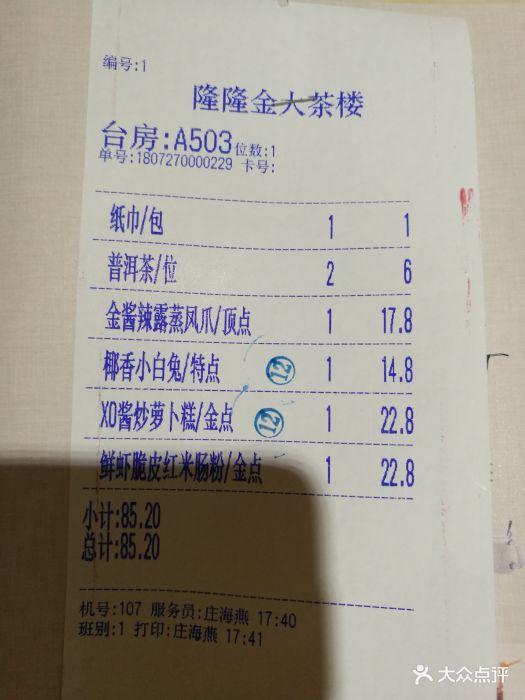 编号:1
隆隆金大茶楼
台房:A503 位数:1
单号:1807270000229 卡号:
纸巾/包 1 1
普洱茶/位 2 6
金酱辣露蒸凤爪/顶点 1 17.8
椰香小白兔/特点 12 1 14.8
XO酱炒萝卜糕/金点 12 1 22.8
鲜虾脆皮红米肠粉/金点 1 22.8
小计:85.20
总计:85.20
机号:107 服务员:庄海燕 17:40
班别:1 打印:庄海燕 17:41
大众点评